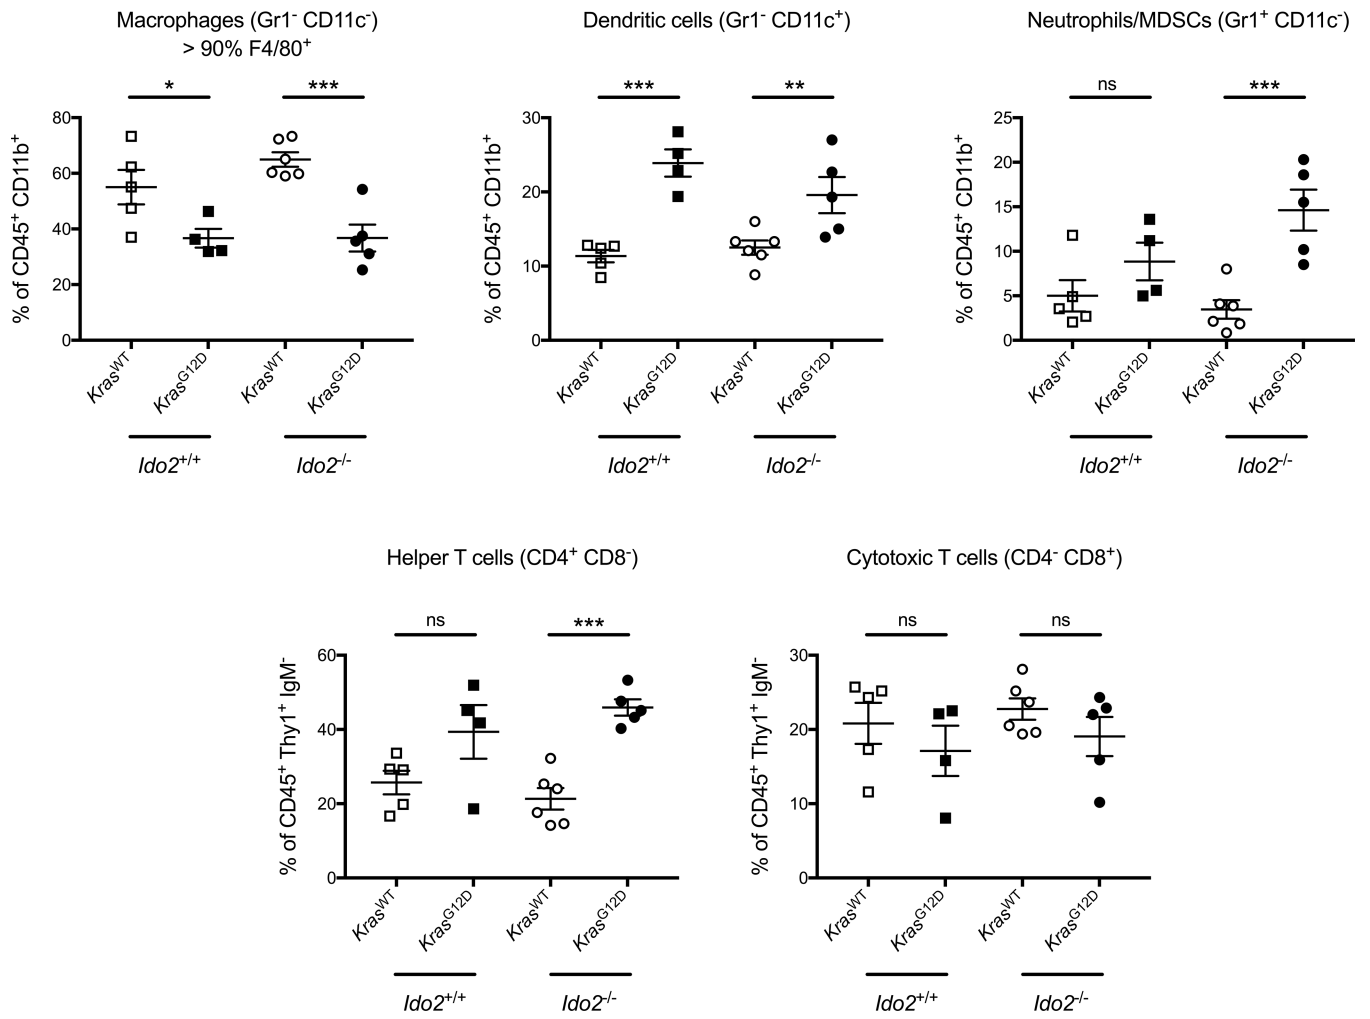 Macrophages (Gr1⁻ CD11c⁻)
> 90% F4/80⁺
* ***
% of CD45⁺ CD11b⁺
80
60
40
20
0
Kras^WT Kras^G12D Kras^WT Kras^G12D
Ido2⁺/⁺ Ido2⁻/⁻
Dendritic cells (Gr1⁻ CD11c⁺)
*** **
% of CD45⁺ CD11b⁺
30
20
10
0
Kras^WT Kras^G12D Kras^WT Kras^G12D
Ido2⁺/⁺ Ido2⁻/⁻
Neutrophils/MDSCs (Gr1⁺ CD11c⁻)
ns ***
% of CD45⁺ CD11b⁺
25
20
15
10
5
0
Kras^WT Kras^G12D Kras^WT Kras^G12D
Ido2⁺/⁺ Ido2⁻/⁻
Helper T cells (CD4⁺ CD8⁻)
ns ***
% of CD45⁺ Thy1⁺ IgM⁻
60
40
20
0
Kras^WT Kras^G12D Kras^WT Kras^G12D
Ido2⁺/⁺ Ido2⁻/⁻
Cytotoxic T cells (CD4⁻ CD8⁺)
ns ns
% of CD45⁺ Thy1⁺ IgM⁻
30
20
10
0
Kras^WT Kras^G12D Kras^WT Kras^G12D
Ido2⁺/⁺ Ido2⁻/⁻